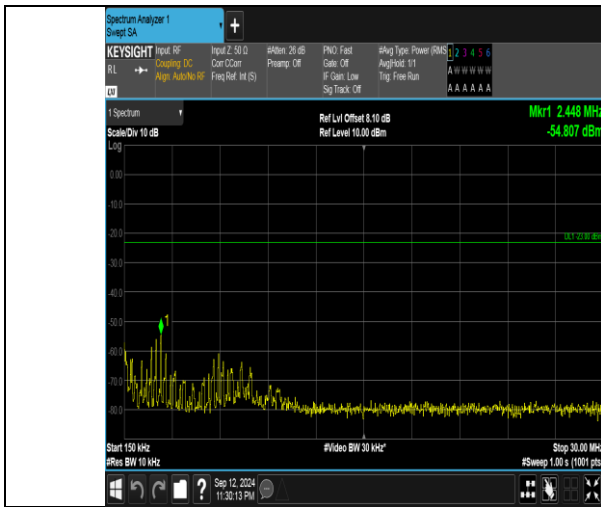 Spectrum Analyzer 1
Swept SA
KEYSIGHT Input: RF Input Z: 50 Ω #Atten: 26 dB PNO: Fast #Avg Type: Power (RMS 1 2 3 4 5 6
RL Coupling: DC Corr CCorr Preamp: Off Gate: Off Avg|Hold: 1/1 A W W W W W
Align: Auto/No RF Freq Ref: Int (S) IF Gain: Low Trig: Free Run
LXI Sig Track: Off A A A A A A
1 Spectrum Ref Lvl Offset 8.10 dB Mkr1 2.448 MHz
Scale/Div 10 dB Ref Level 10.00 dBm -54.807 dBm
Log
0.00
-10.0
-20.0
DL1 -23.00 dBm
-30.0
-40.0
-50.0
1
-60.0
-70.0
-80.0
Start 150 kHz #Video BW 30 kHz* Stop 30.00 MHz
#Res BW 10 kHz #Sweep 1.00 s (1001 pts
? Sep 12, 2024
11:30:13 PM